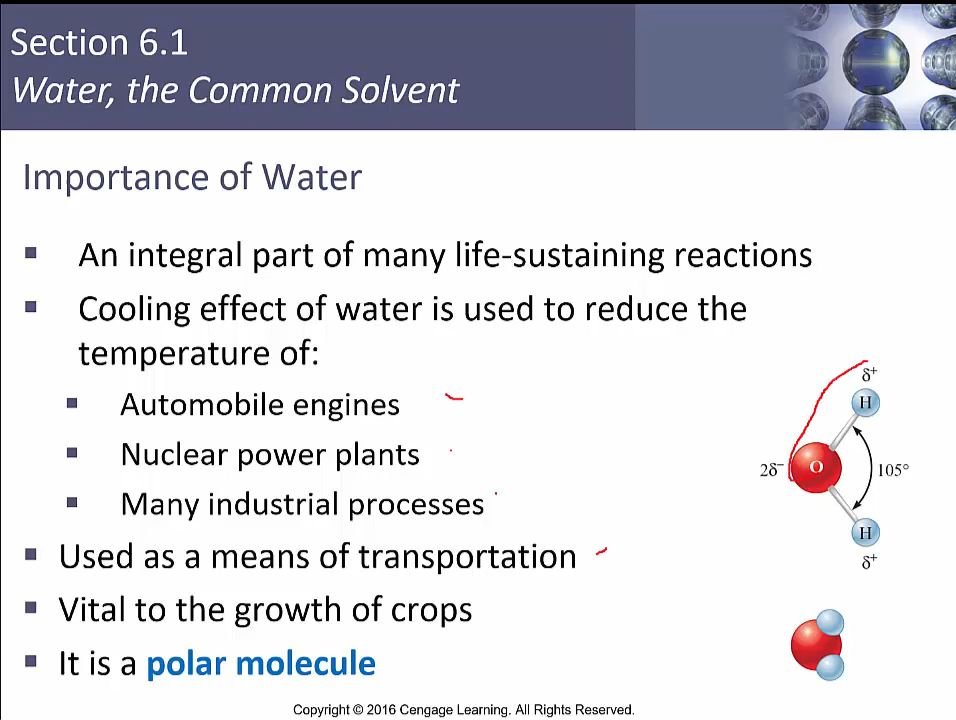 Section 6.1
Water, the Common Solvent
Importance of Water
▪ An integral part of many life-sustaining reactions
▪ Cooling effect of water is used to reduce the
temperature of:
▪ Automobile engines
▪ Nuclear power plants
▪ Many industrial processes
▪ Used as a means of transportation
▪ Vital to the growth of crops
▪ It is a polar molecule
δ⁺
H
2δ⁻ O 105°
H
δ⁺
Copyright © 2016 Cengage Learning. All Rights Reserved.